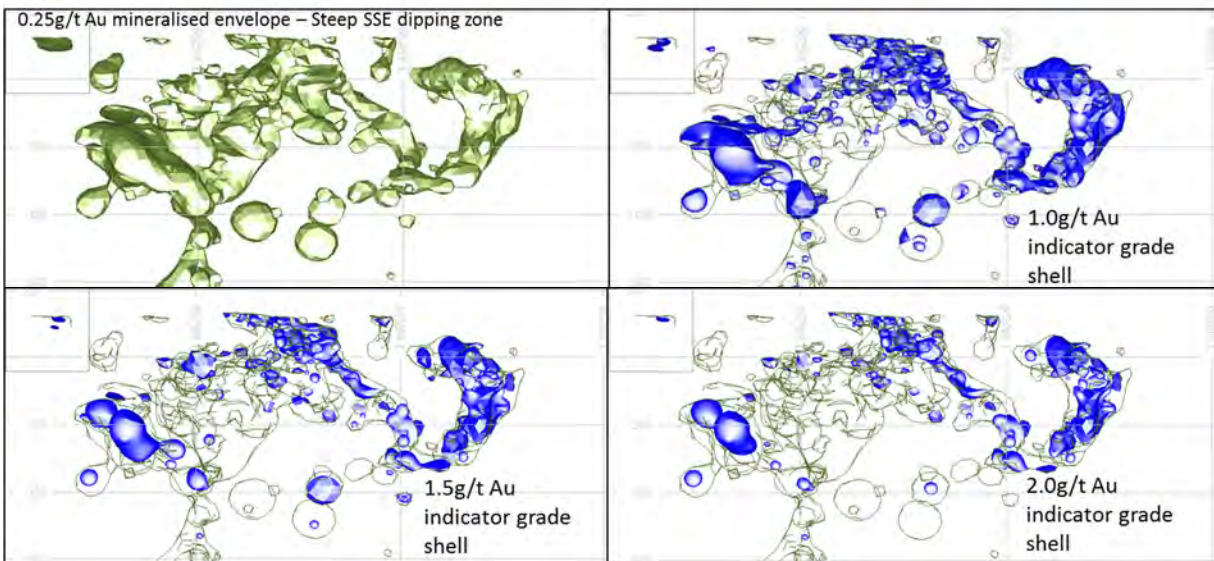 0.25g/t Au mineralised envelope – Steep SSE dipping zone
1.0g/t Au
indicator grade
shell
1.5g/t Au
indicator grade
shell
2.0g/t Au
indicator grade
shell